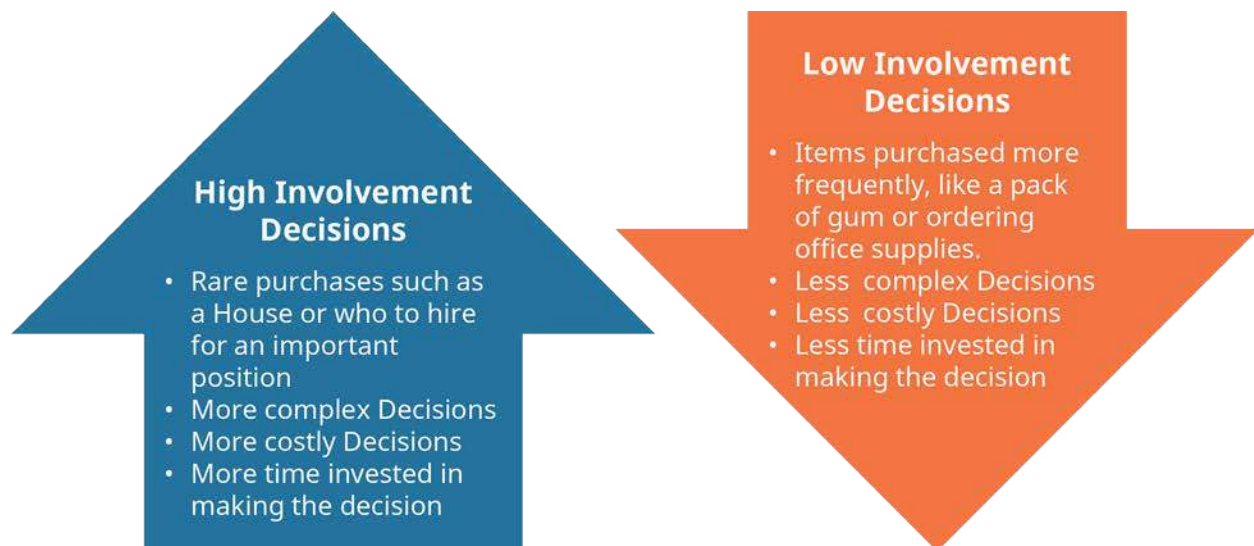 High Involvement
Decisions
• Rare purchases such as
a House or who to hire
for an important
position
• More complex Decisions
• More costly Decisions
• More time invested in
making the decision
Low Involvement
Decisions
• Items purchased more
frequently, like a pack
of gum or ordering
office supplies.
• Less  complex Decisions
• Less  costly Decisions
• Less time invested in
making the decision